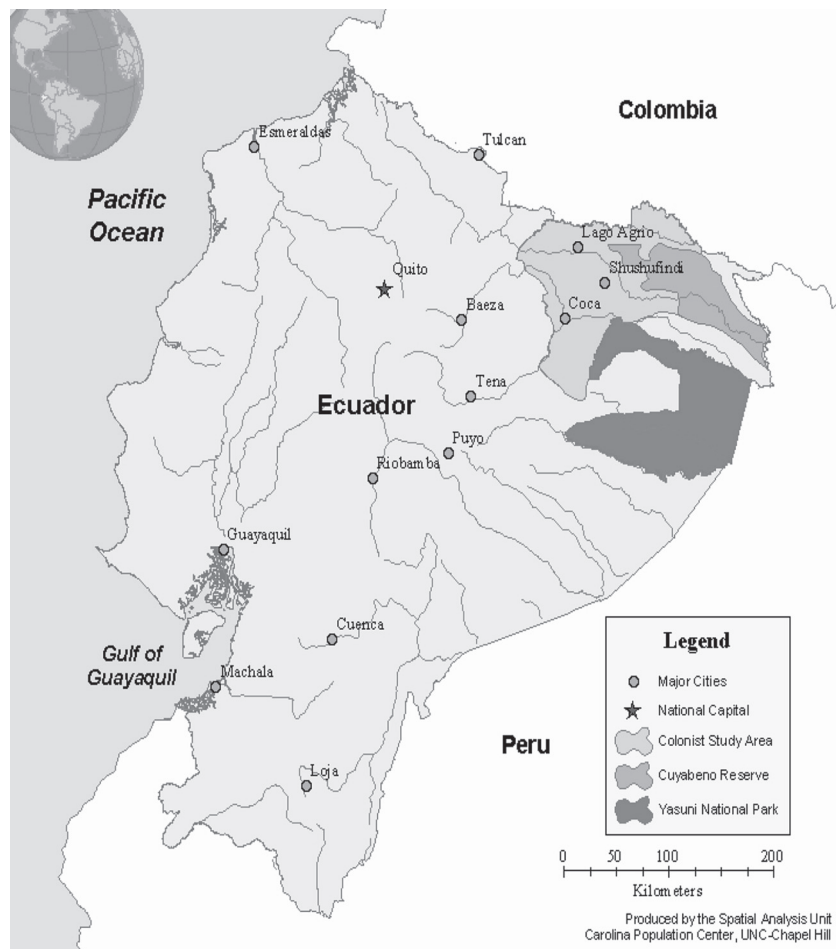 Colombia
Esmeraldas
Tulcan
Pacific
Ocean
Lago Agrio
Quito
Shushufindi
Baeza
Coca
Tena
Ecuador
Puyo
Riobamba
Guayaquil
Cuenca
Gulf of
Guayaquil
Machala
Peru
Loja
Legend
Major Cities
National Capital
Colonist Study Area
Cuyabeno Reserve
Yasuni National Park
0 50 100 200
Kilometers
Produced by the Spatial Analysis Unit
Carolina Population Center, UNC-Chapel Hill